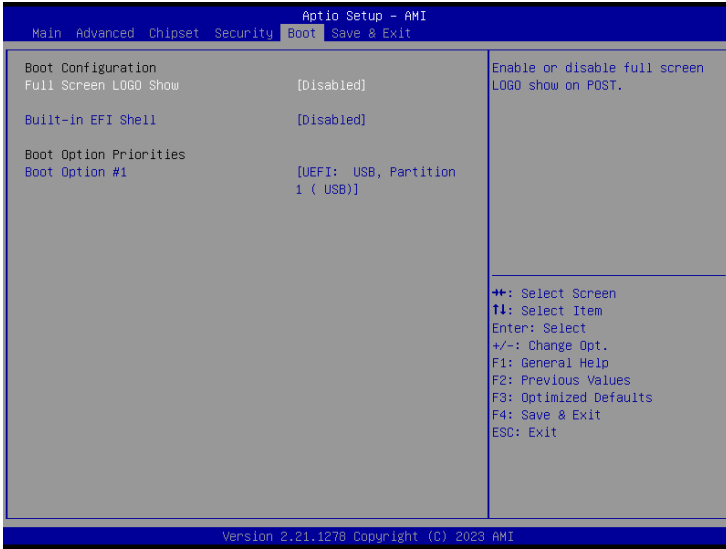 Aptio Setup – AMI
Main Advanced Chipset Security Boot Save & Exit
Boot Configuration
Full Screen LOGO Show [Disabled]
Built-in EFI Shell [Disabled]
Boot Option Priorities
Boot Option #1 [UEFI: USB, Partition
1 ( USB)]
Enable or disable full screen
LOGO show on POST.
→←: Select Screen
↑↓: Select Item
Enter: Select
+/-: Change Opt.
F1: General Help
F2: Previous Values
F3: Optimized Defaults
F4: Save & Exit
ESC: Exit
Version 2.21.1278 Copyright (C) 2023 AMI